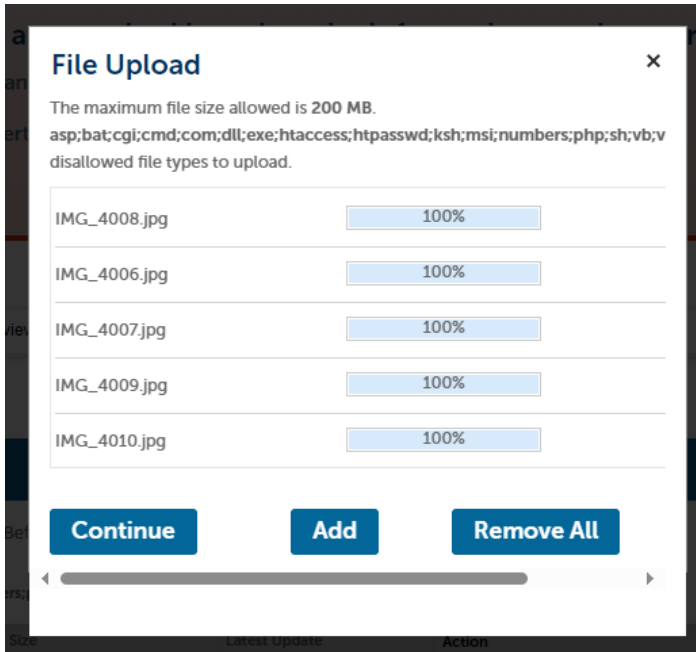 File Upload
×
The maximum file size allowed is 200 MB.
asp;bat;cgi;cmd;com;dll;exe;htaccess;htpasswd;ksh;msi;numbers;php;sh;vb;v
disallowed file types to upload.
IMG_4008.jpg 100%
IMG_4006.jpg 100%
IMG_4007.jpg 100%
IMG_4009.jpg 100%
IMG_4010.jpg 100%
Continue Add Remove All
Size Latest Update Action